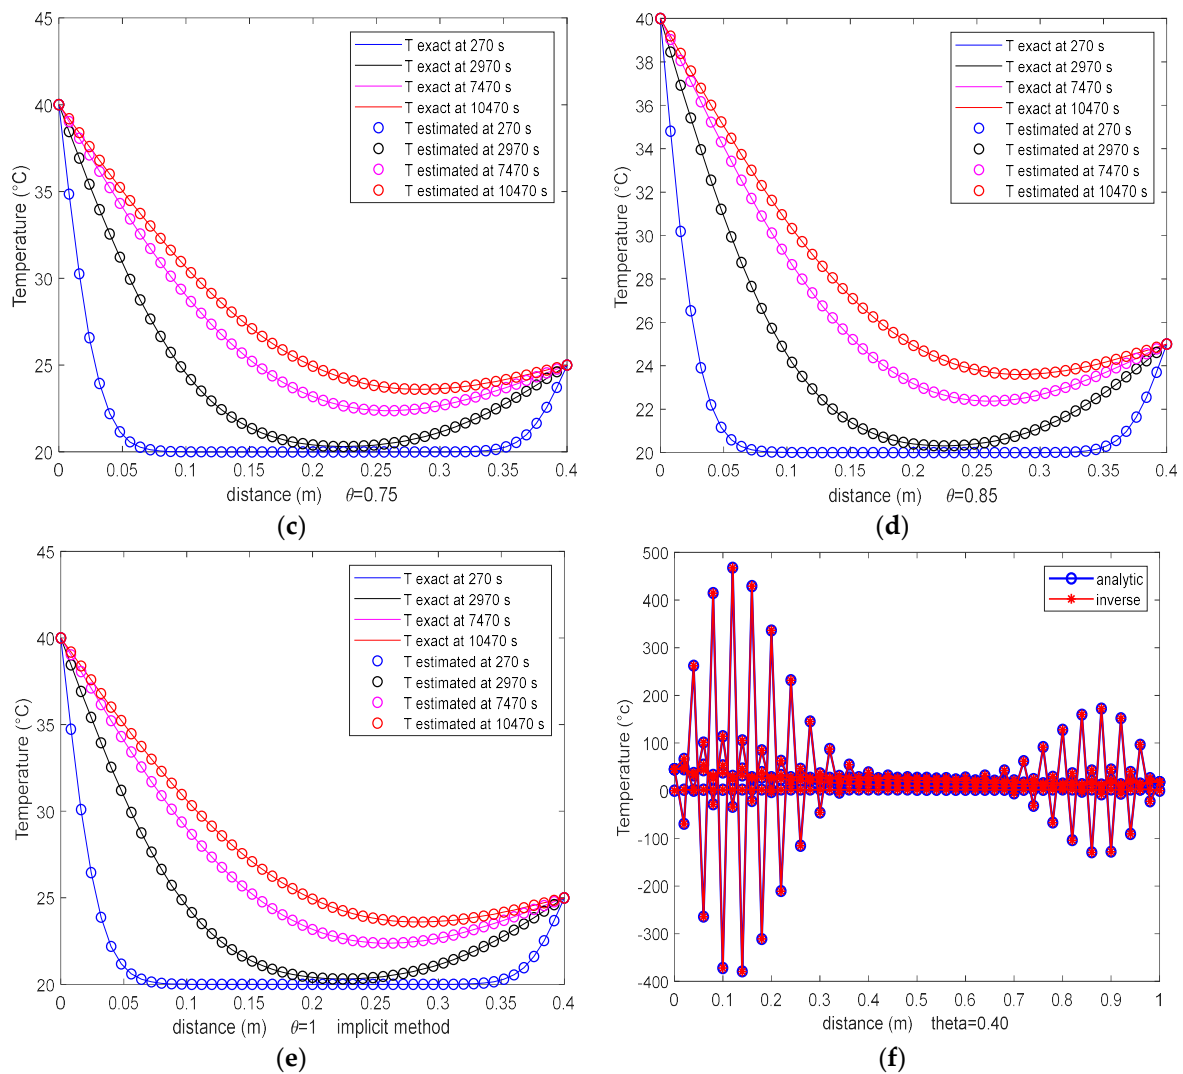 45
40
35
30
25
20
Temperature (°C)
T exact at 270 s
T exact at 2970 s
T exact at 7470 s
T exact at 10470 s
T estimated at 270 s
T estimated at 2970 s
T estimated at 7470 s
T estimated at 10470 s
0 0.05 0.1 0.15 0.2 0.25 0.3 0.35 0.4
distance (m) θ=0.75
(c)
40
38
36
34
32
30
28
26
24
22
20
Temperature (°C)
T exact at 270 s
T exact at 2970 s
T exact at 7470 s
T exact at 10470 s
T estimated at 270 s
T estimated at 2970 s
T estimated at 7470 s
T estimated at 10470 s
0 0.05 0.1 0.15 0.2 0.25 0.3 0.35 0.4
distance (m) θ=0.85
(d)
45
40
35
30
25
20
Temperature (°C)
T exact at 270 s
T exact at 2970 s
T exact at 7470 s
T exact at 10470 s
T estimated at 270 s
T estimated at 2970 s
T estimated at 7470 s
T estimated at 10470 s
0 0.05 0.1 0.15 0.2 0.25 0.3 0.35 0.4
distance (m) θ=1 implicit method
(e)
500
400
300
200
100
0
-100
-200
-300
-400
Temperature (°c)
analytic
inverse
0 0.1 0.2 0.3 0.4 0.5 0.6 0.7 0.8 0.9 1
distance (m) theta=0.40
(f)